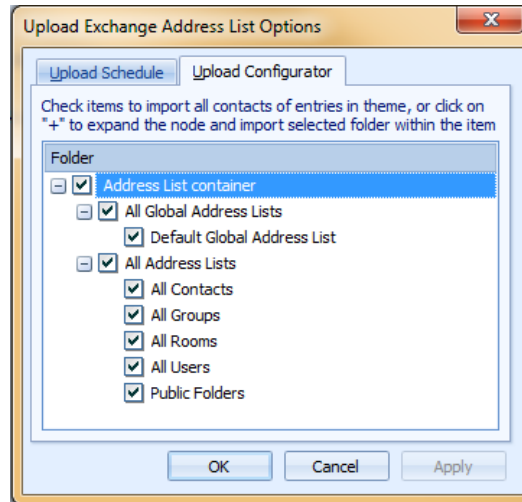 Upload Exchange Address List Options
Upload Schedule Upload Configurator
Check items to import all contacts of entries in theme, or click on
"+" to expand the node and import selected folder within the item
Folder
Address List container
All Global Address Lists
Default Global Address List
All Address Lists
All Contacts
All Groups
All Rooms
All Users
Public Folders
OK Cancel Apply